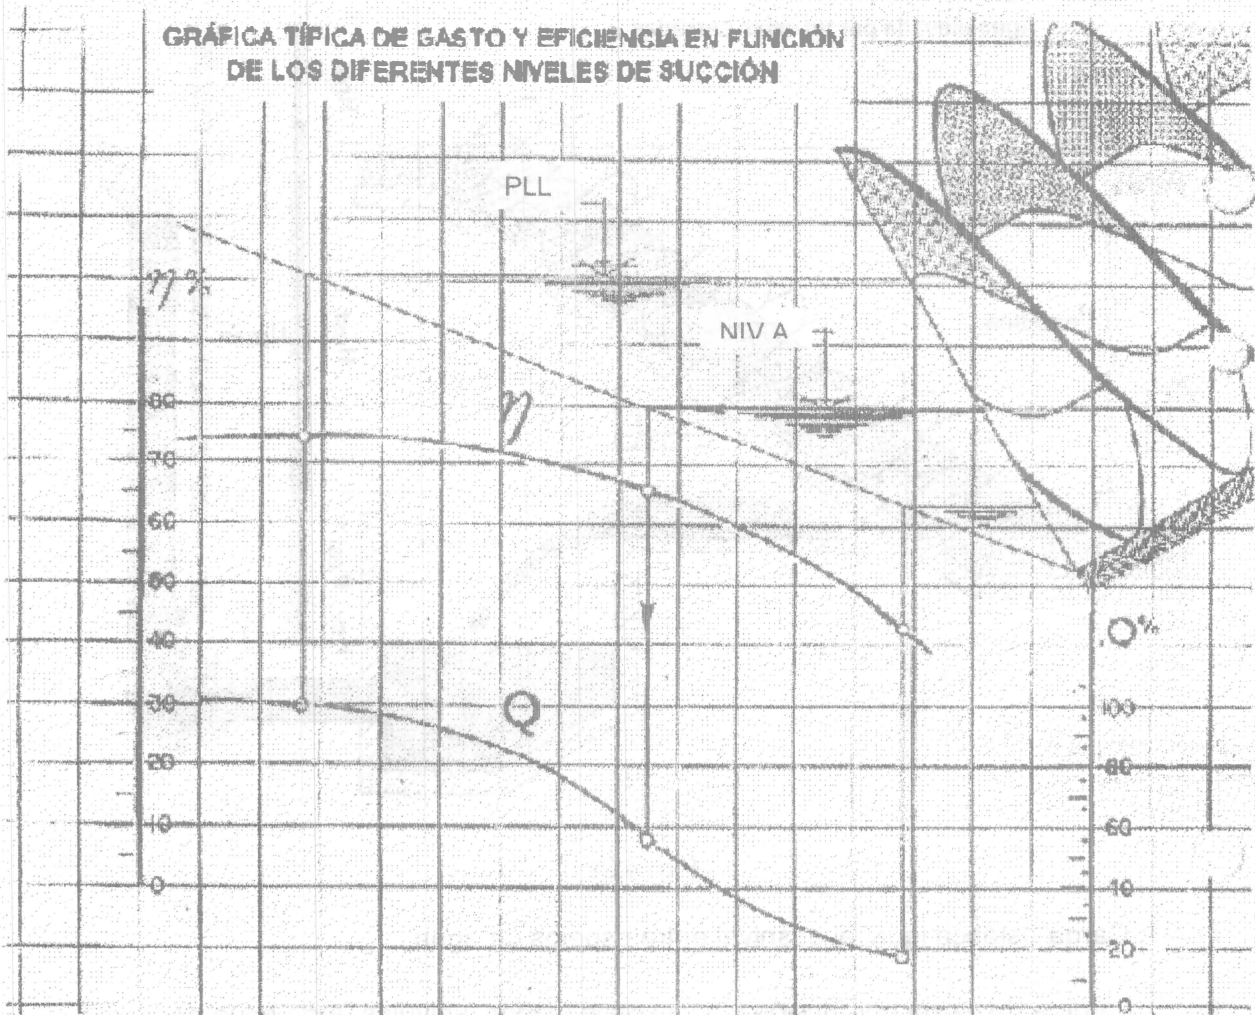 GRÁFICA TÍPICA DE GASTO Y EFICIENCIA EN FUNCIÓN
DE LOS DIFERENTES NIVELES DE SUCCIÓN
PLL
η %
NIV A
80
η
70
60
50
40
Q%
30
Q
100
20
80
10
60
0
40
20
0